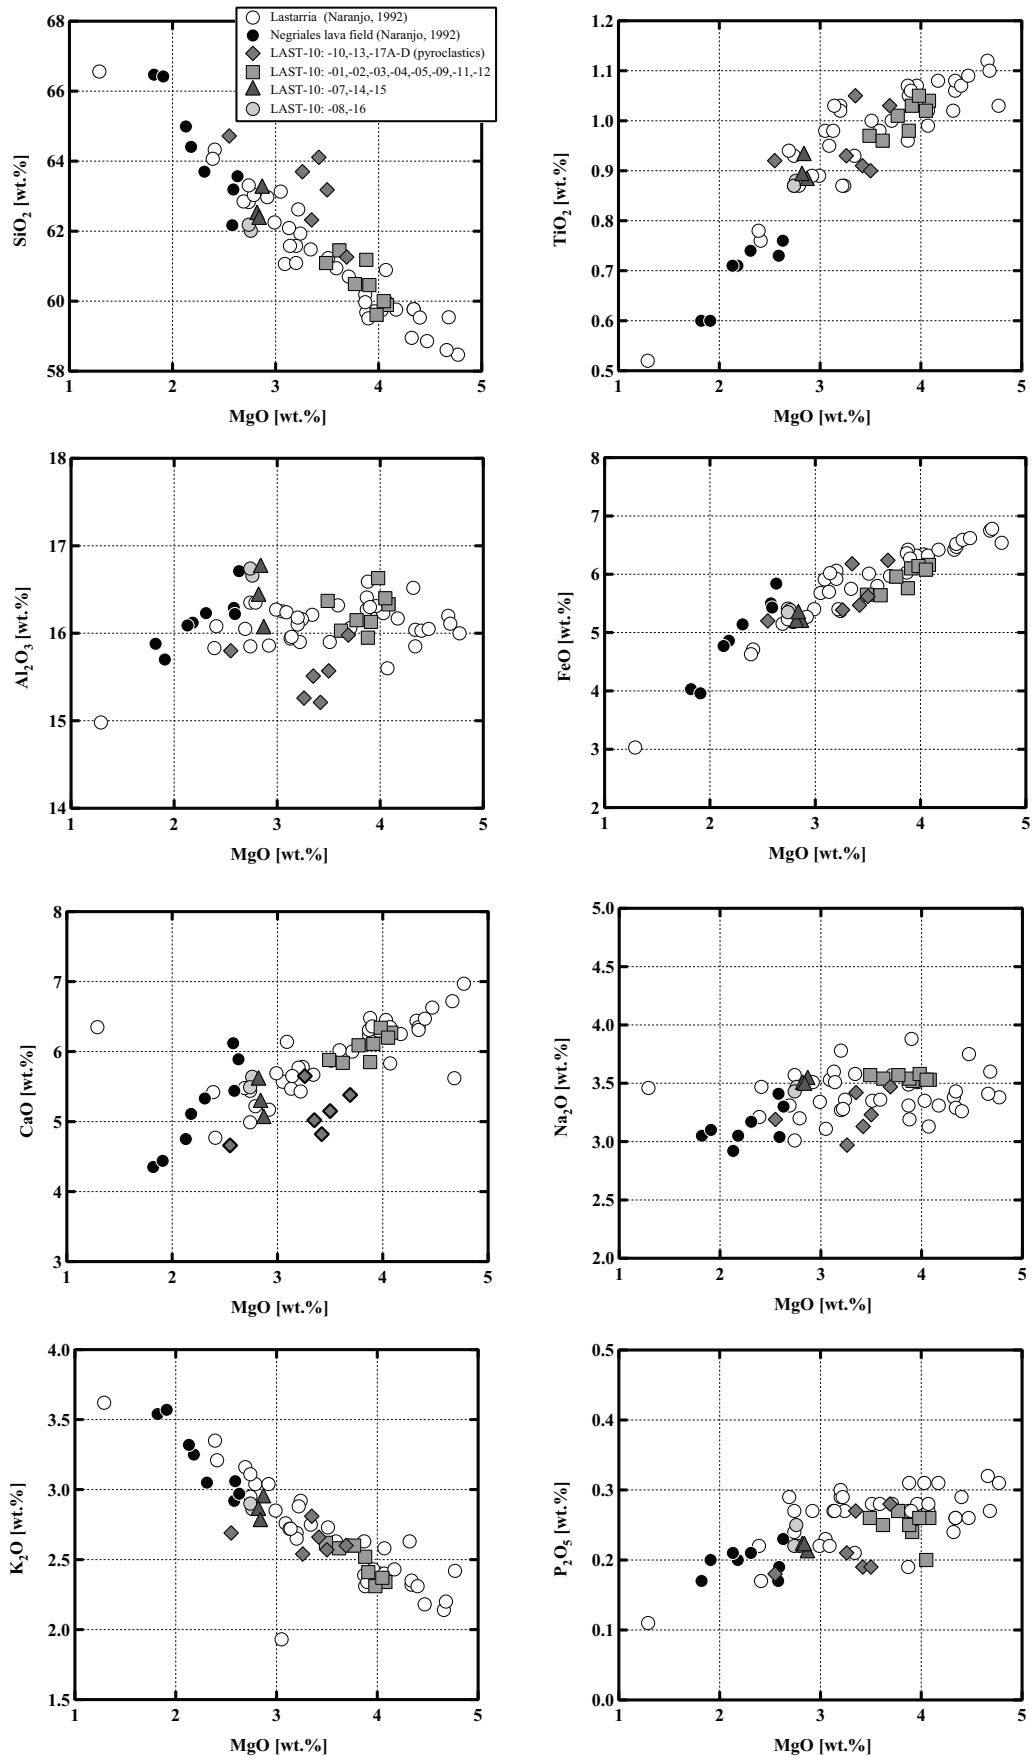 68
66
64
62
60
58
SiO2 [wt.%]
1 2 3 4 5
MgO [wt.%]
Lastarria (Naranjo, 1992)
Negriales lava field (Naranjo, 1992)
LAST-10: -10,-13,-17A-D (pyroclastics)
LAST-10: -01,-02,-03,-04,-05,-09,-11,-12
LAST-10: -07,-14,-15
LAST-10: -08,-16
1.2
1.1
1.0
0.9
0.8
0.7
0.6
0.5
TiO2 [wt.%]
1 2 3 4 5
MgO [wt.%]
18
17
16
15
14
Al2O3 [wt.%]
1 2 3 4 5
MgO [wt.%]
8
7
6
5
4
3
2
FeO [wt.%]
1 2 3 4 5
MgO [wt.%]
8
7
6
5
4
3
CaO [wt.%]
1 2 3 4 5
MgO [wt.%]
5.0
4.5
4.0
3.5
3.0
2.5
2.0
Na2O [wt.%]
1 2 3 4 5
MgO [wt.%]
4.0
3.5
3.0
2.5
2.0
1.5
K2O [wt.%]
1 2 3 4 5
MgO [wt.%]
0.5
0.4
0.3
0.2
0.1
0.0
P2O5 [wt.%]
1 2 3 4 5
MgO [wt.%]